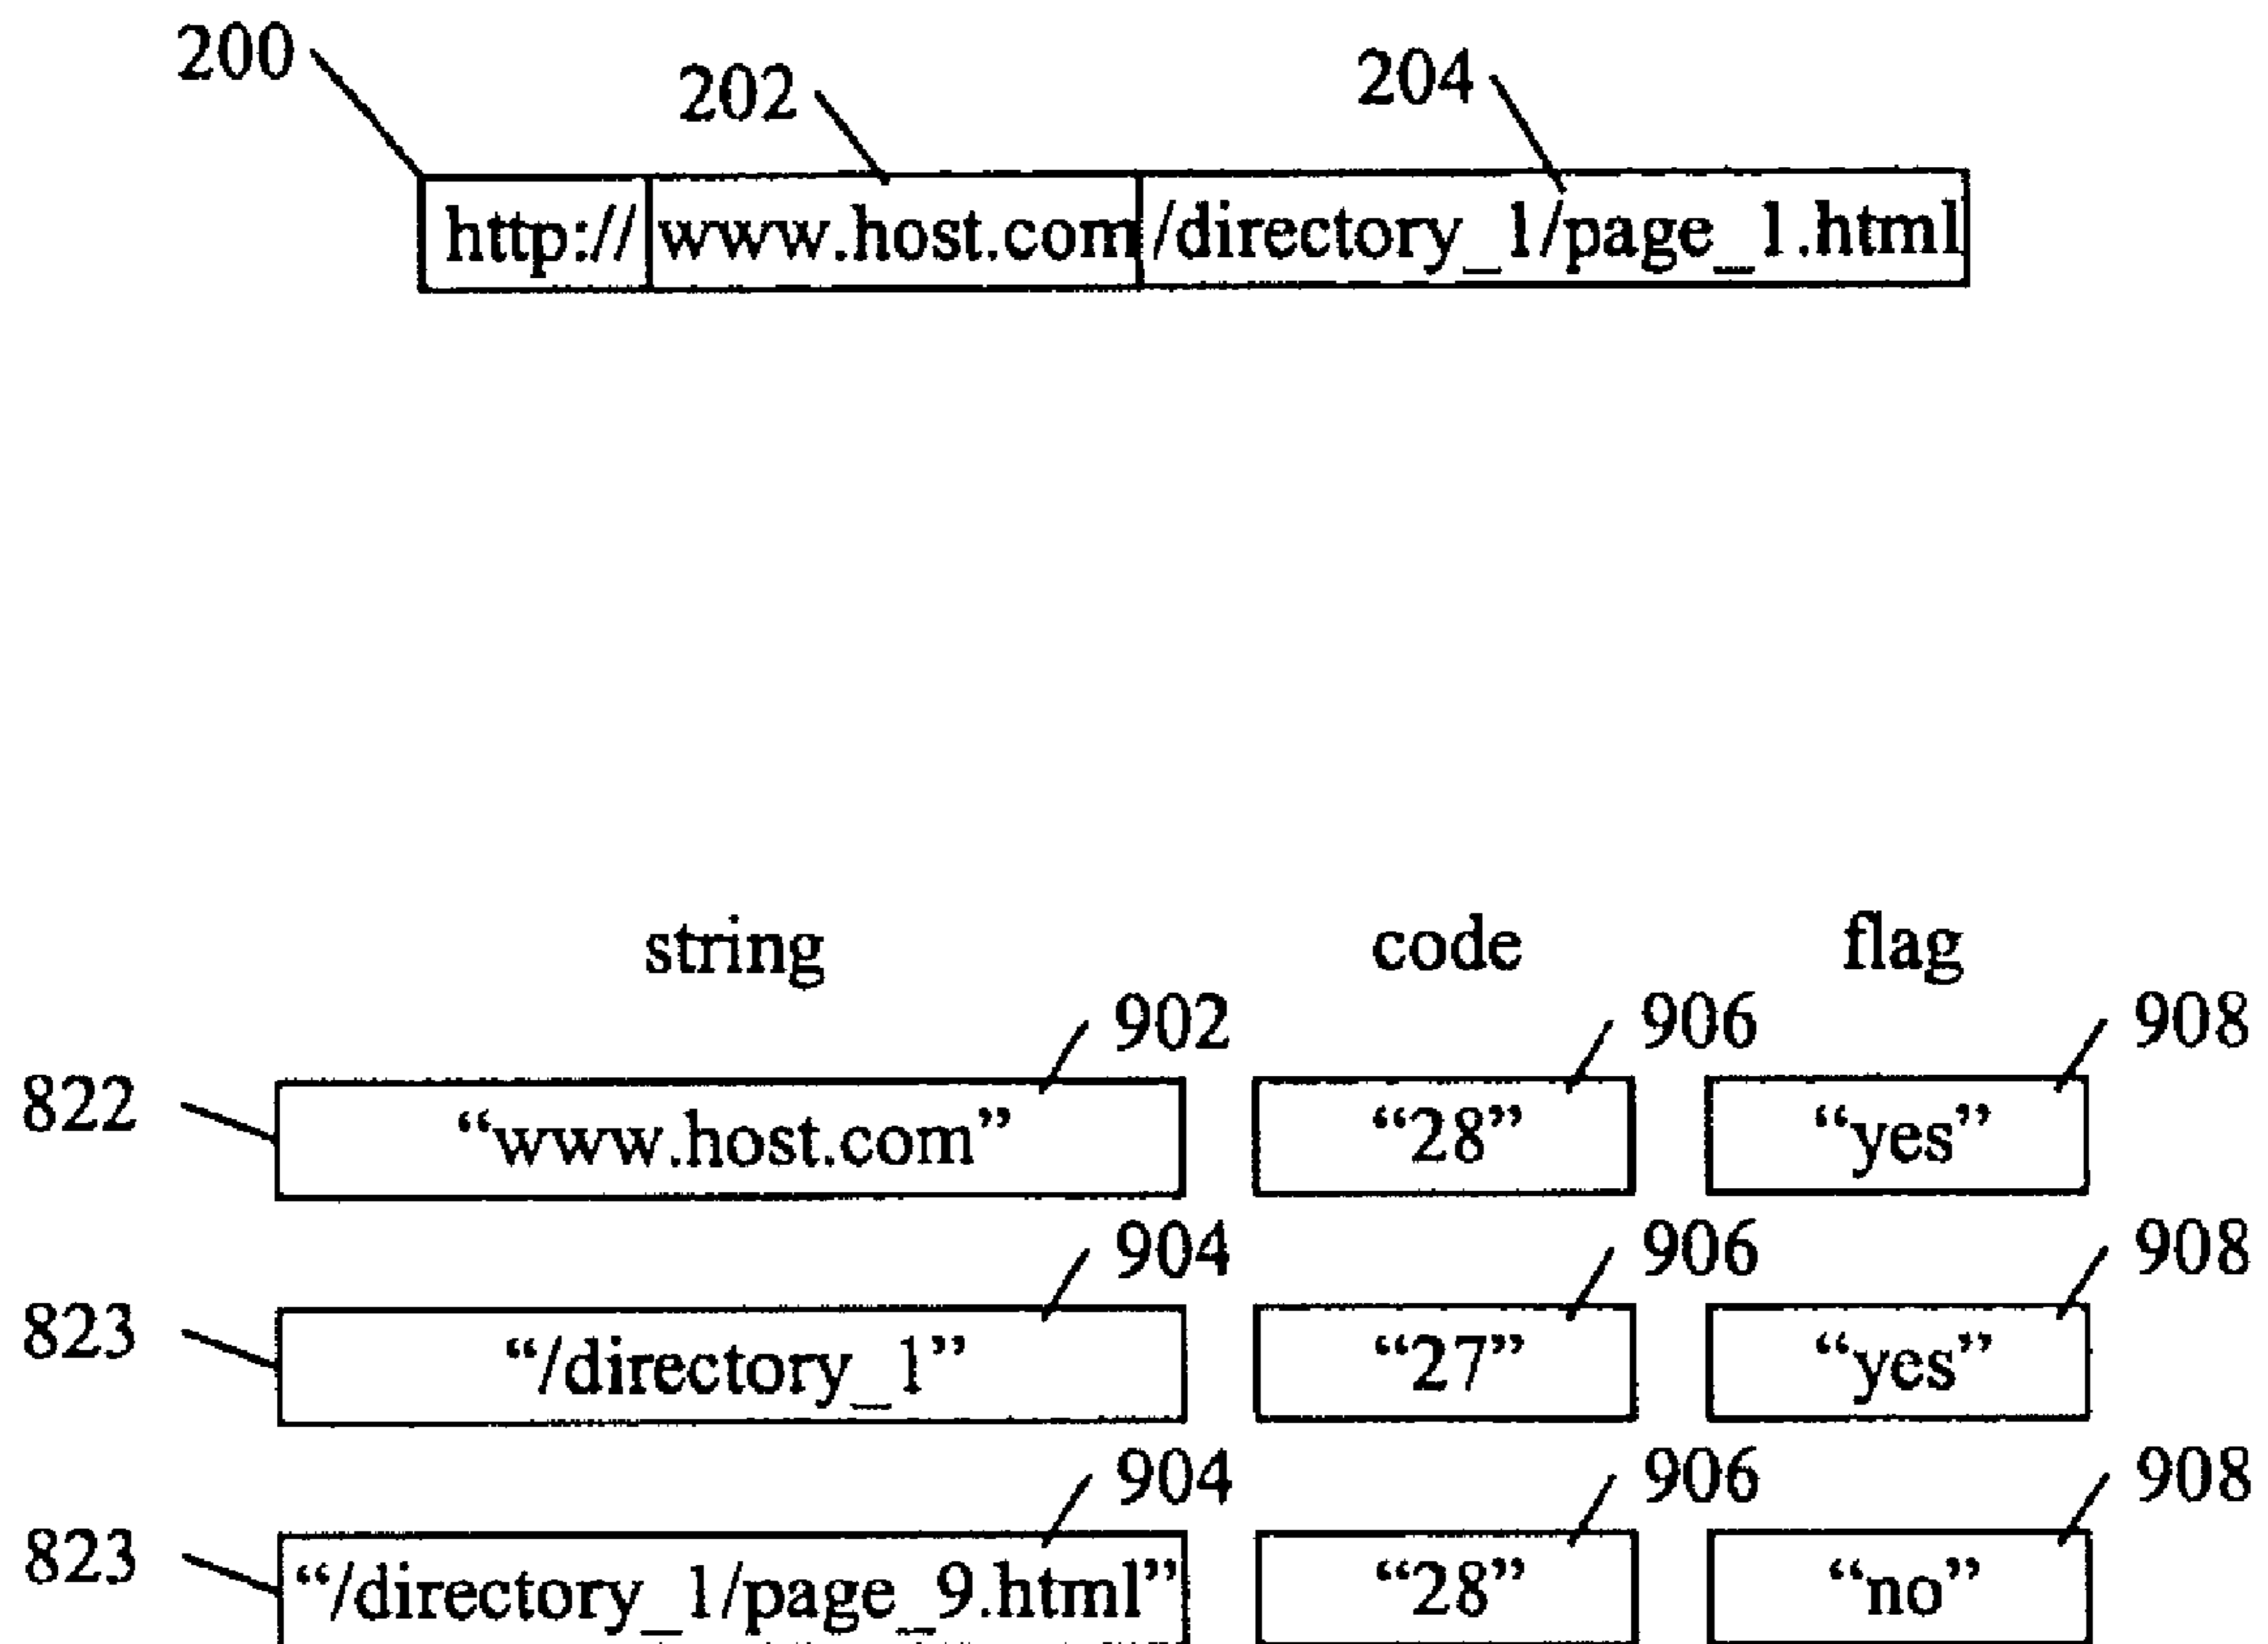 200
202
204
http:// www.host.com /directory_1/page_1.html
string code flag
902 906 908
822 “www.host.com” “28” “yes”
904 906 908
823 “/directory_1” “27” “yes”
904 906 908
823 “/directory_1/page_9.html” “28” “no”